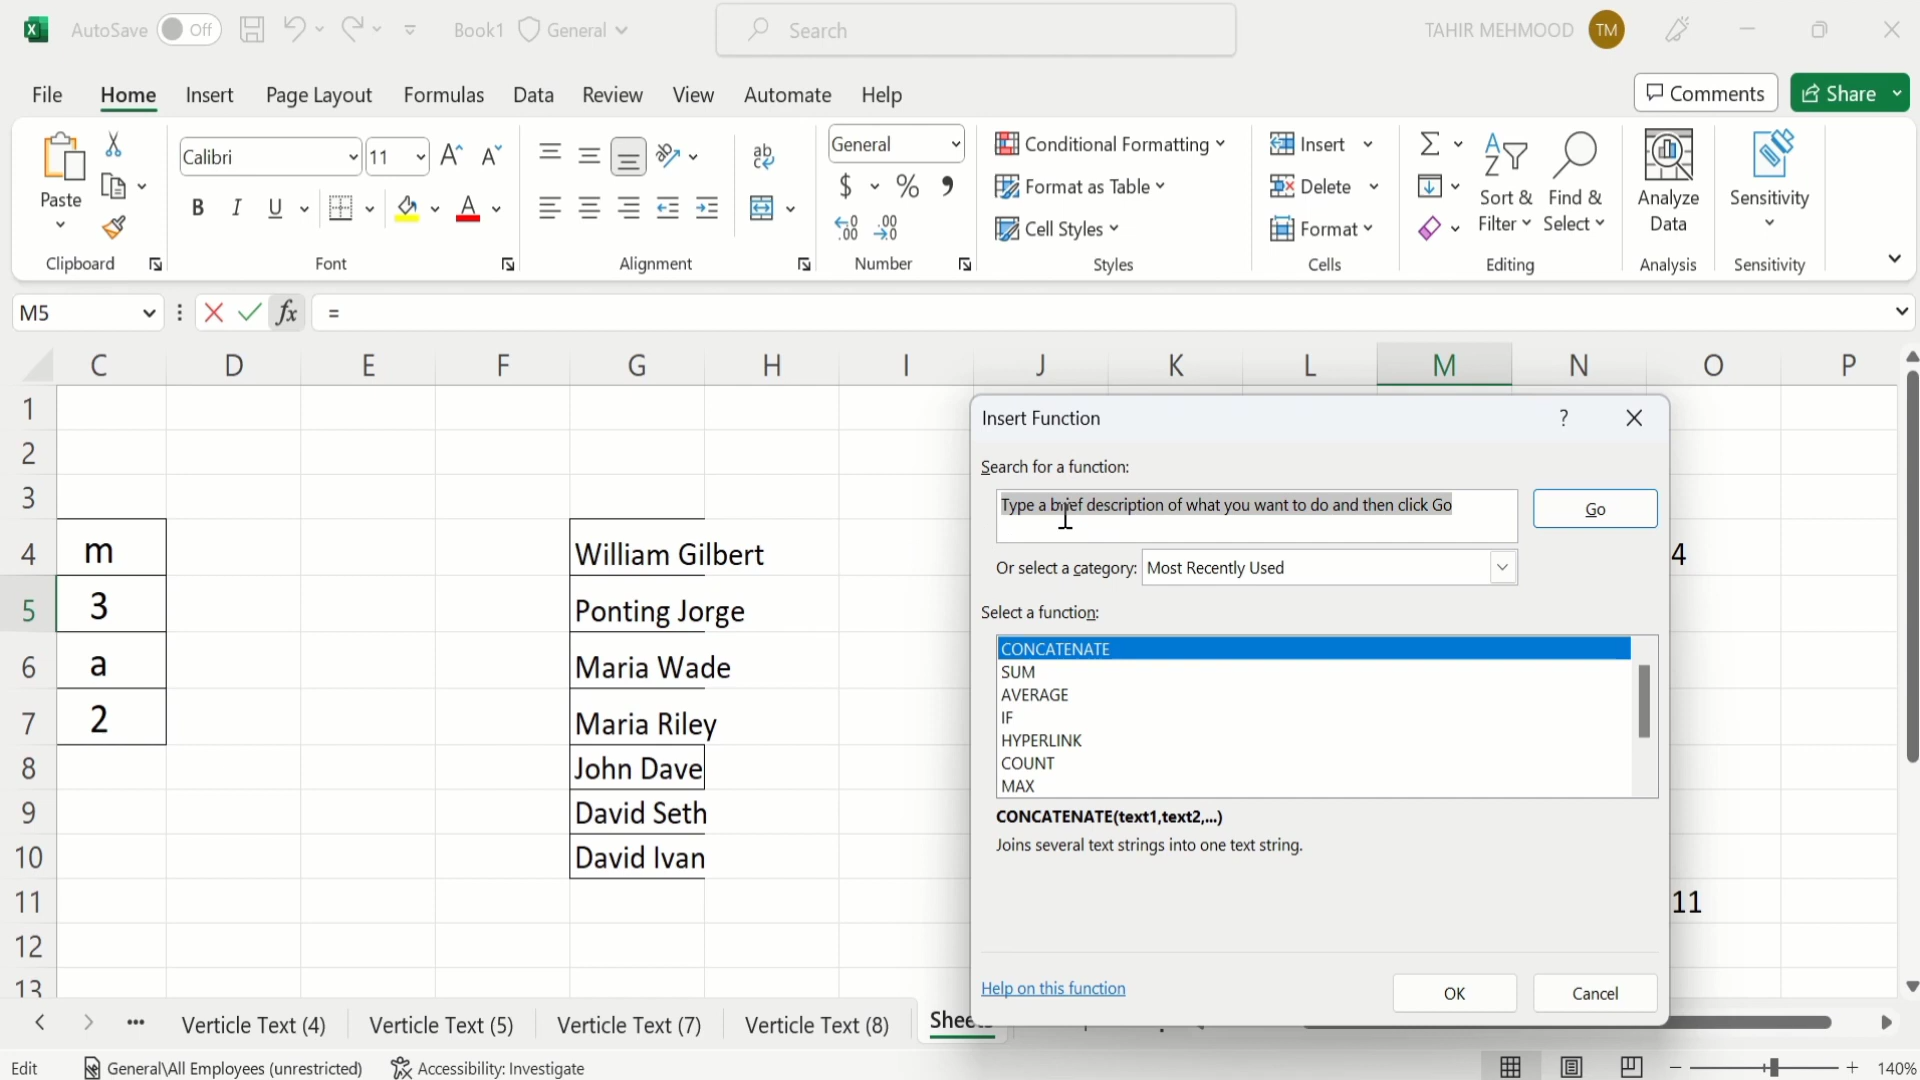 AutoSave Off Book1 General Search TAHIR MEHMOOD TM
File Home Insert Page Layout Formulas Data Review View Automate Help Comments Share
Paste
Clipboard
Calibri 11
B I U
Font
Alignment
General
$ % ,
Number
Conditional Formatting
Format as Table
Cell Styles
Styles
Insert
Delete
Format
Cells
Sort & Filter
Find & Select
Editing
Analyze Data
Analysis
Sensitivity
Sensitivity
M5 fx =
C D E F G H I J K L M N O P
1
2
3
4 m William Gilbert 4
5 3 Ponting Jorge
6 a Maria Wade
7 2 Maria Riley
8 John Dave
9 David Seth
10 David Ivan
11 11
12
13
Insert Function ?
Search for a function:
Type a brief description of what you want to do and then click Go
Go
Or select a category: Most Recently Used
Select a function:
CONCATENATE
SUM
AVERAGE
IF
HYPERLINK
COUNT
MAX
CONCATENATE(text1,text2,...)
Joins several text strings into one text string.
Help on this function OK Cancel
Verticle Text (4) Verticle Text (5) Verticle Text (7) Verticle Text (8)
Edit General\All Employees (unrestricted) Accessibility: Investigate 140%